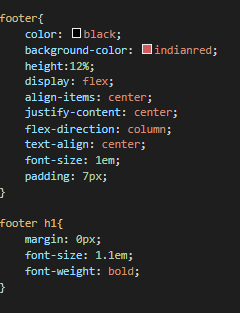 footer{
color: black;
background-color: indianred;
height:12%;
display: flex;
align-items: center;
justify-content: center;
flex-direction: column;
text-align: center;
font-size: 1em;
padding: 7px;
}
footer h1{
margin: 0px;
font-size: 1.1em;
font-weight: bold;
}